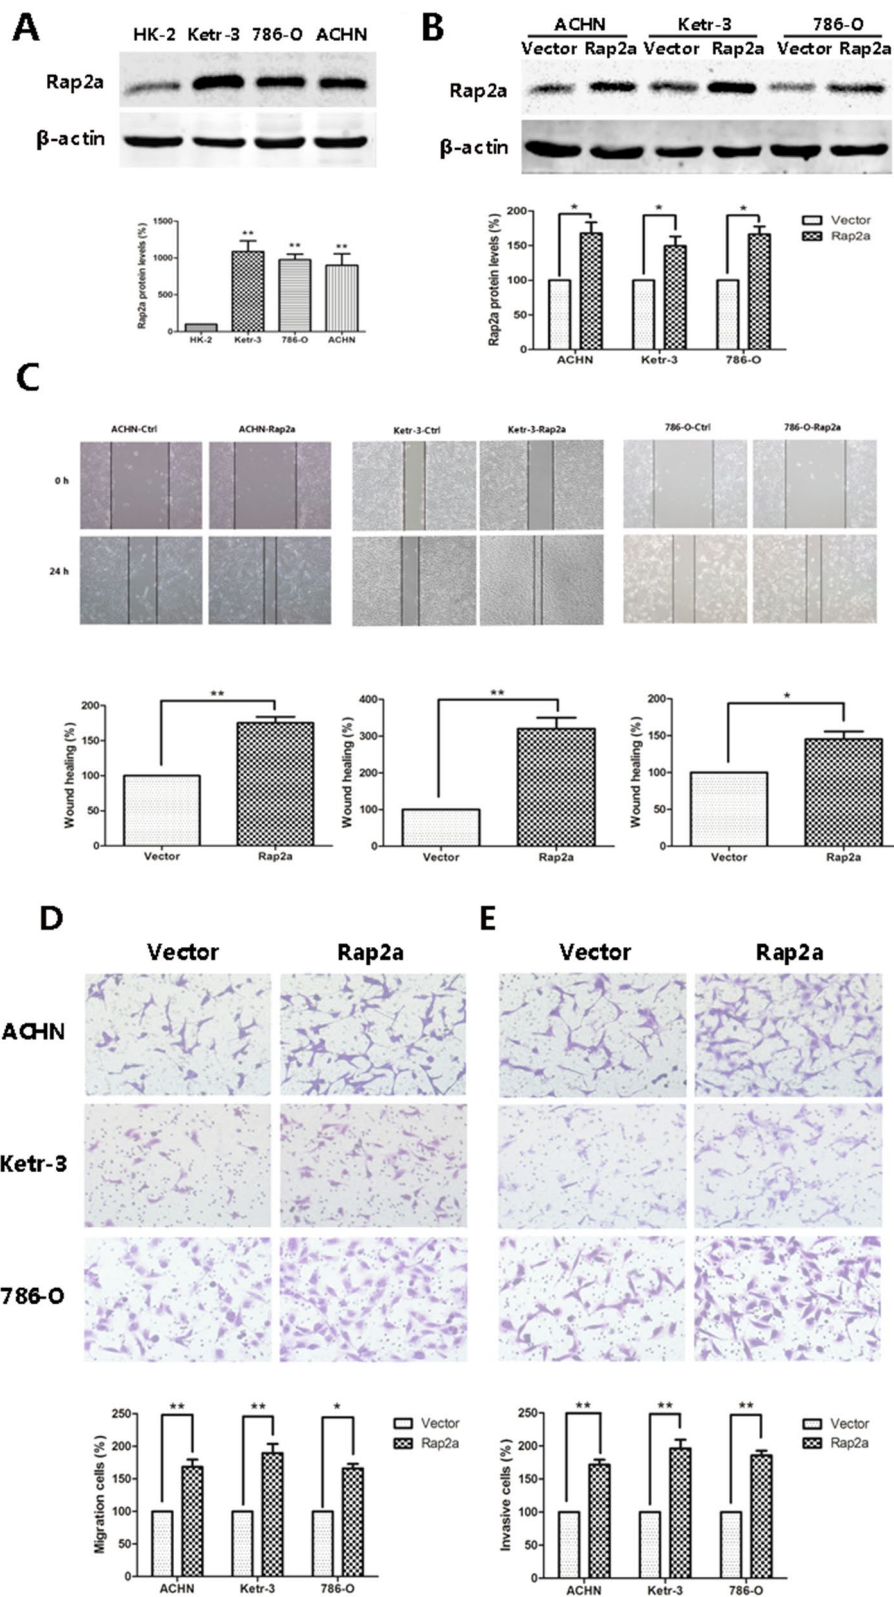 A
HK-2 Ketr-3 786-O ACHN
Rap2a
β-actin
Rap2a protein levels (%)
1500
1000
500
0
** ** **
HK-2 Ketr-3 786-O ACHN
B
ACHN Ketr-3 786-O
Vector Rap2a Vector Rap2a Vector Rap2a
Rap2a
β-actin
Rap2a protein levels (%)
200
150
100
50
0
* * *
Vector
Rap2a
ACHN Ketr-3 786-O
C
ACHN-Ctrl ACHN-Rap2a Ketr-3-Ctrl Ketr-3-Rap2a 786-O-Ctrl 786-O-Rap2a
0 h
24 h
Wound healing (%)
200
150
100
50
0
**
Vector Rap2a
Wound healing (%)
400
300
200
100
0
**
Vector Rap2a
Wound healing (%)
200
150
100
50
0
*
Vector Rap2a
D
Vector Rap2a
ACHN
Ketr-3
786-O
Migration cells (%)
250
200
150
100
50
0
** ** *
Vector
Rap2a
ACHN Ketr-3 786-O
E
Vector Rap2a
Invasive cells (%)
250
200
150
100
50
0
** ** **
Vector
Rap2a
ACHN Ketr-3 786-O